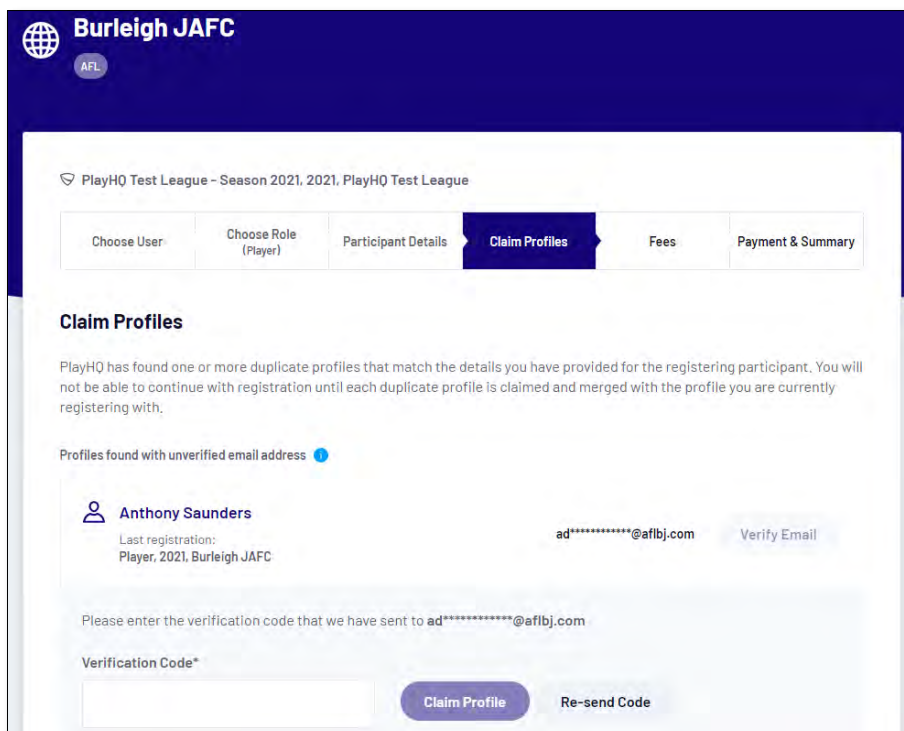 Burleigh JAFC
AFL
PlayHQ Test League - Season 2021, 2021, PlayHQ Test League
Choose User
Choose Role
(Player)
Participant Details
Claim Profiles
Fees
Payment & Summary
Claim Profiles
PlayHQ has found one or more duplicate profiles that match the details you have provided for the registering participant. You will
not be able to continue with registration until each duplicate profile is claimed and merged with the profile you are currently
registering with.
Profiles found with unverified email address
Anthony Saunders
Last registration:
Player, 2021, Burleigh JAFC
ad************@aflbj.com
Verify Email
Please enter the verification code that we have sent to ad************@aflbj.com
Verification Code*
Claim Profile
Re-send Code